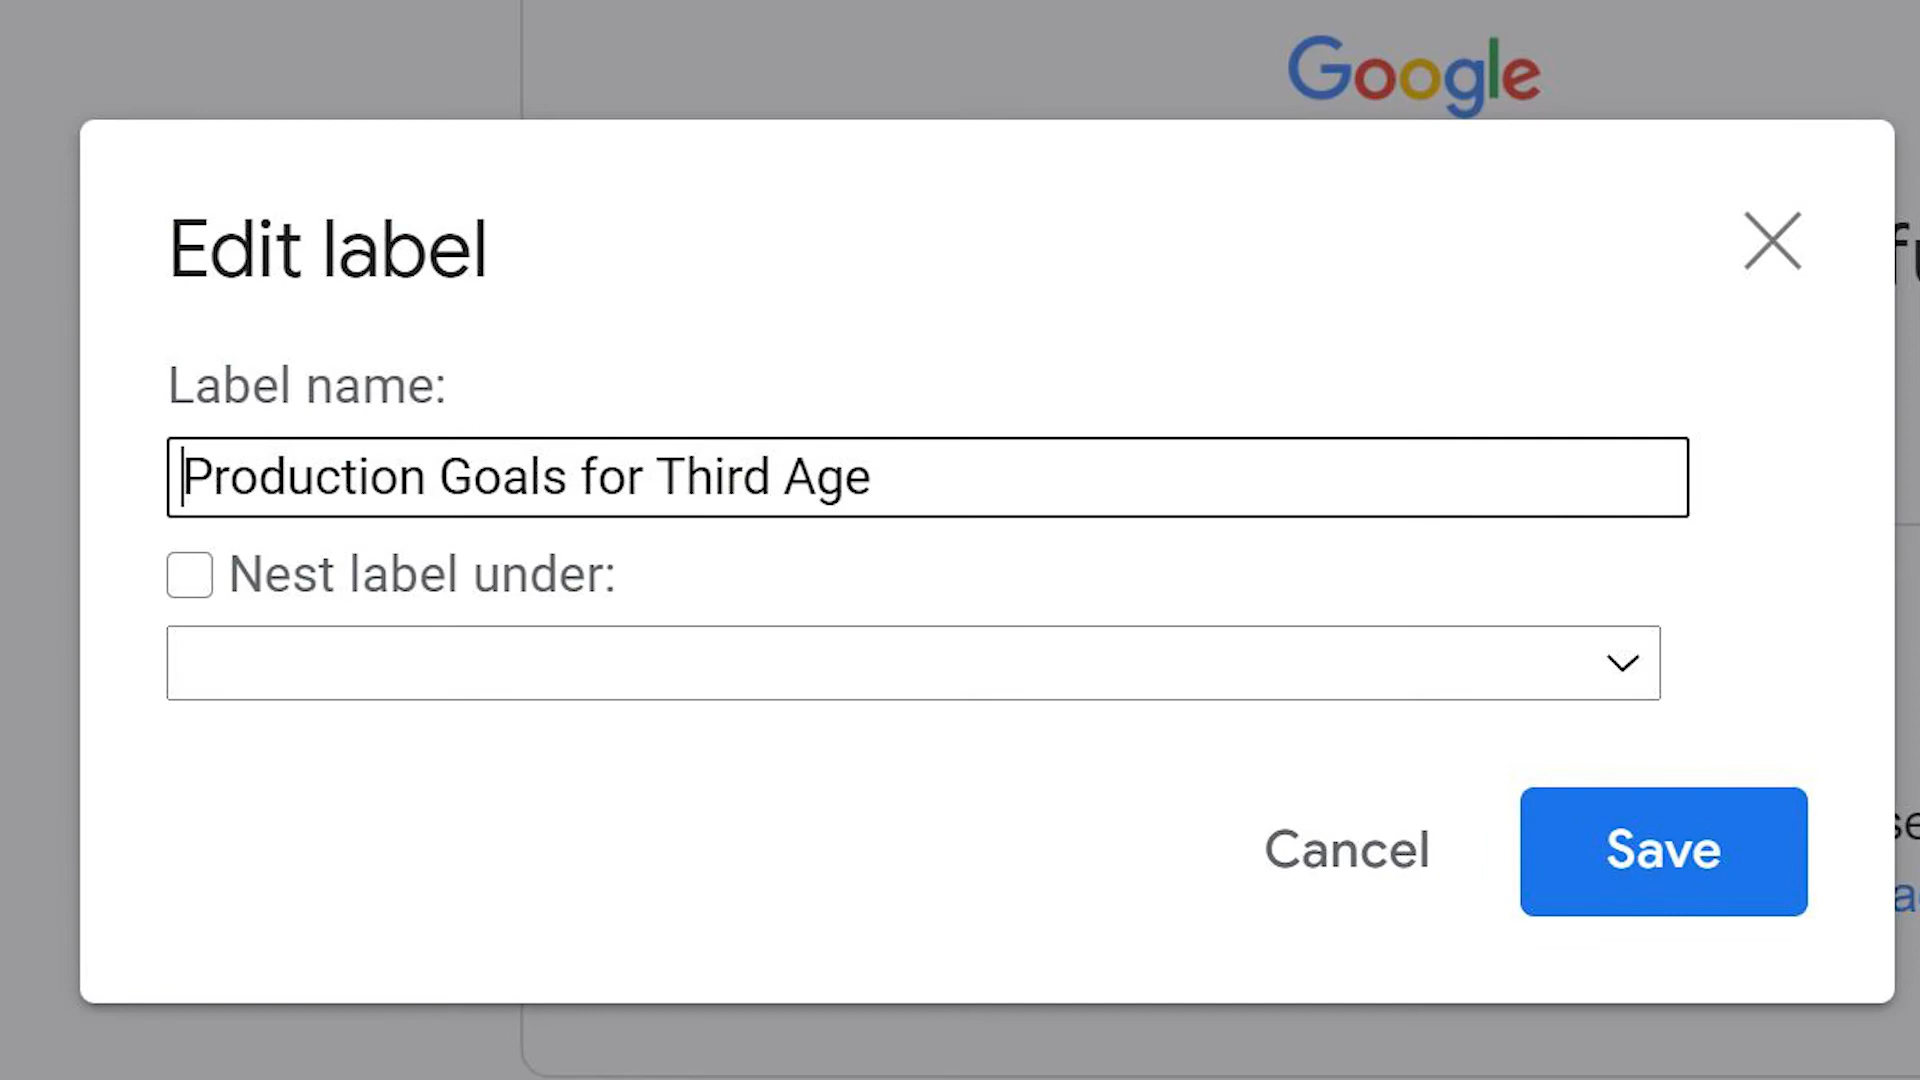 Google
Edit label
Label name:
Production Goals for Third Age
Nest label under:
Cancel
Save